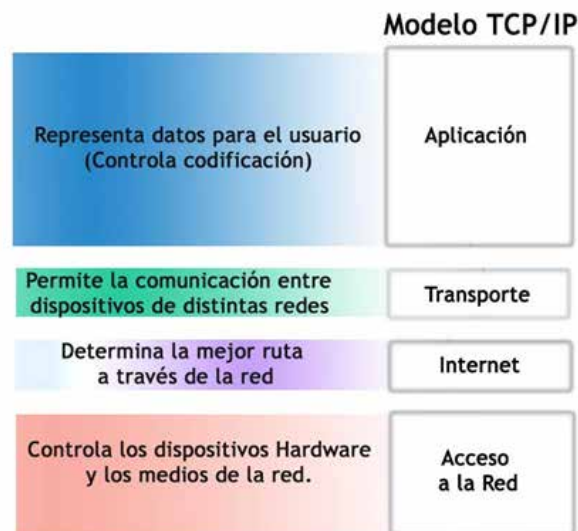 Modelo TCP/IP
Representa datos para el usuario
(Controla codificación)
Aplicación
Permite la comunicación entre
dispositivos de distintas redes
Transporte
Determina la mejor ruta
a través de la red
Internet
Controla los dispositivos Hardware
y los medios de la red.
Acceso
a la Red